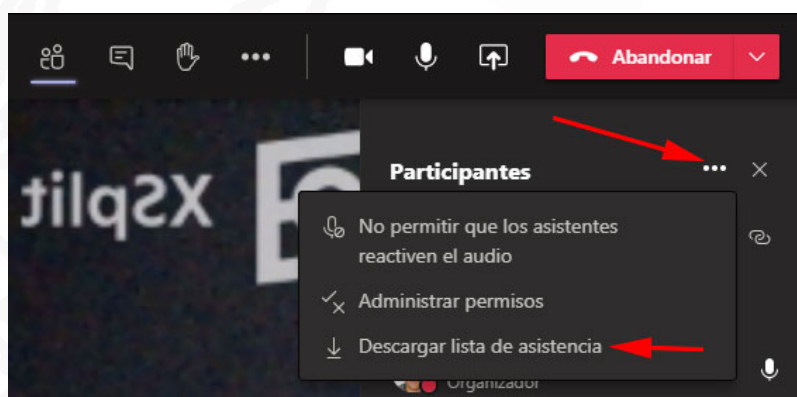 Abandonar
Participantes
XSplit
No permitir que los asistentes
reactiven el audio
Administrar permisos
Descargar lista de asistencia
Organizador